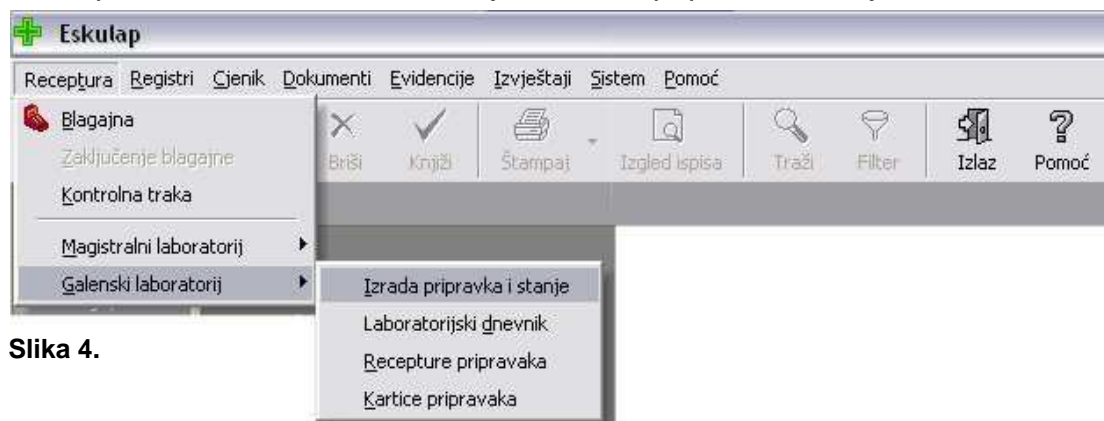 Eskulap
Receptura Registri Cjenik Dokumenti Evidencije Izvještaji Sistem Pomoć
Blagajna
Zaključenje blagajne
Kontrolna traka
Magistralni laboratorij
Galenski laboratorij
Briši Knjiži Štampaj Izgled ispisa Traži Filter Izlaz Pomoć
Izrada pripravka i stanje
Laboratorijski dnevnik
Recepture pripravaka
Kartice pripravaka
Slika 4.